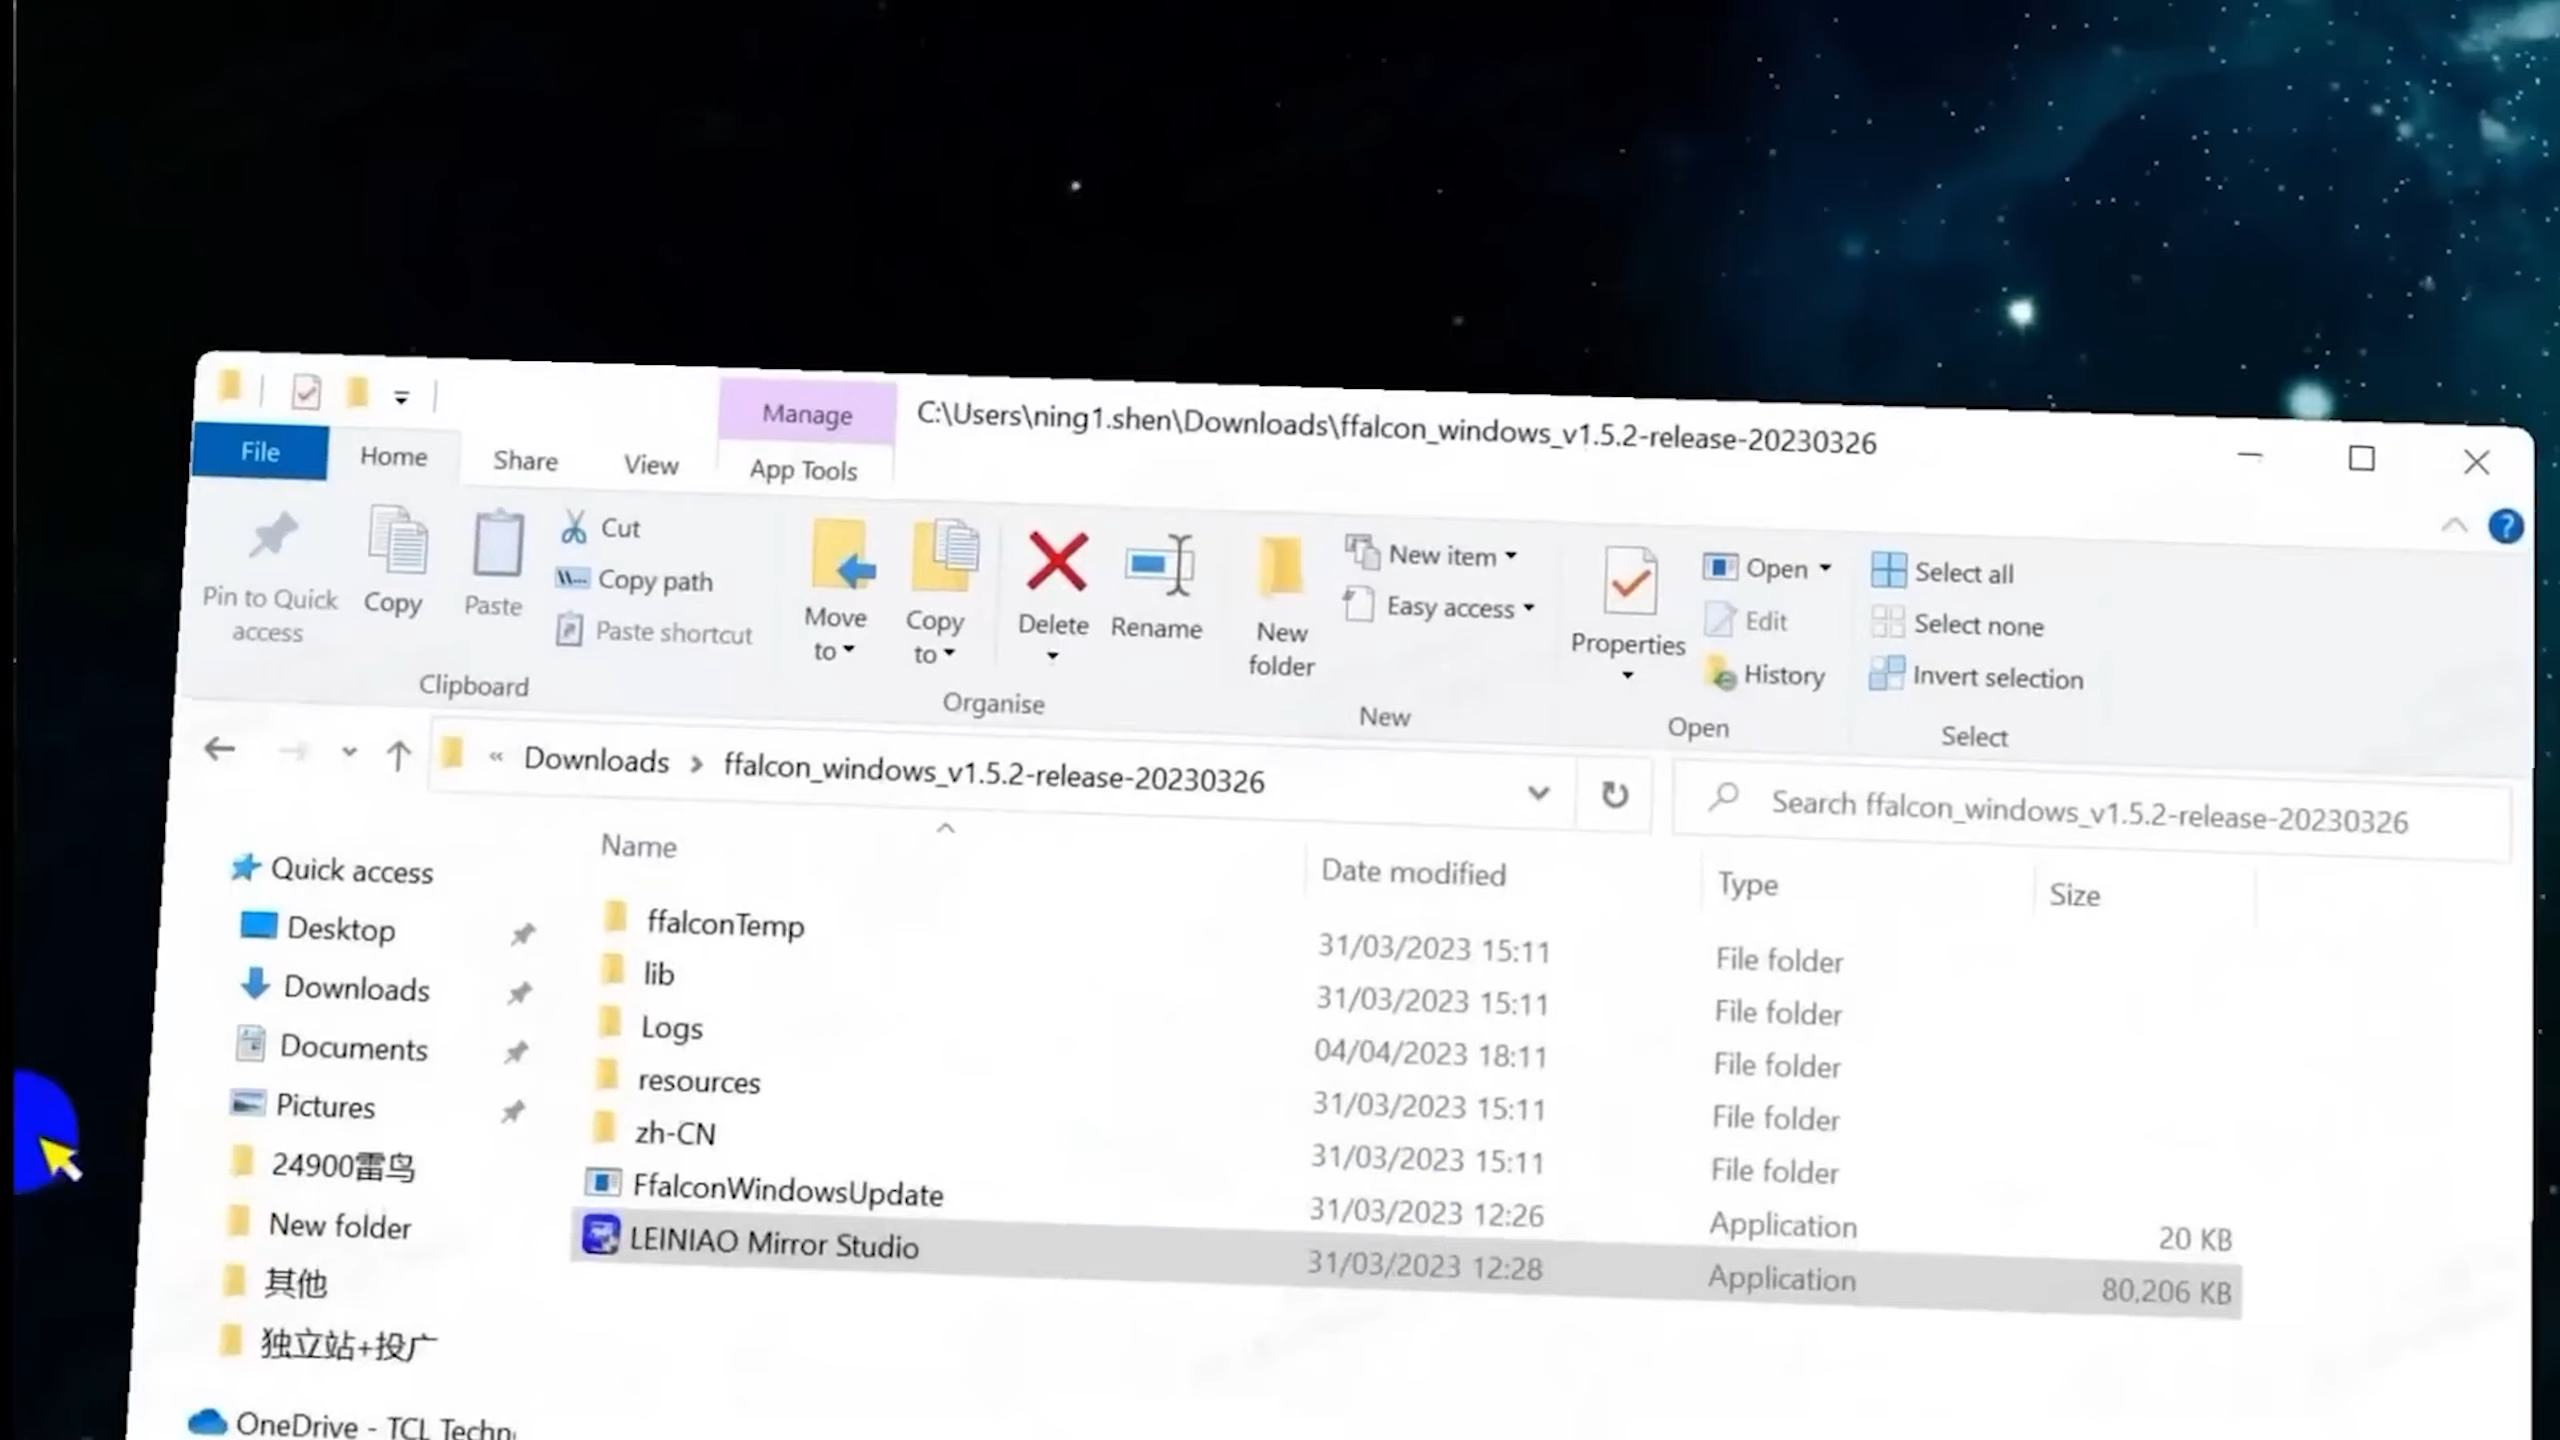 Manage
C:\Users\ning1.shen\Downloads\ffalcon_windows_v1.5.2-release-20230326
File
Home
Share
View
App Tools
Pin to Quick access
Copy
Paste
Cut
Copy path
Paste shortcut
Clipboard
Move to
Copy to
Delete
Rename
Organise
New folder
New item
Easy access
New
Properties
Open
Edit
History
Open
Select all
Select none
Invert selection
Select
« Downloads > ffalcon_windows_v1.5.2-release-20230326
Search ffalcon_windows_v1.5.2-release-20230326
Quick access
Desktop
Downloads
Documents
Pictures
24900雷鸟
New folder
其他
独立站+投广
OneDrive - TCL Techn
Name
Date modified
Type
Size
ffalconTemp 31/03/2023 15:11 File folder
lib 31/03/2023 15:11 File folder
Logs 04/04/2023 18:11 File folder
resources 31/03/2023 15:11 File folder
zh-CN 31/03/2023 15:11 File folder
FfalconWindowsUpdate 31/03/2023 12:26 Application 20 KB
LEINIAO Mirror Studio 31/03/2023 12:28 Application 80,206 KB